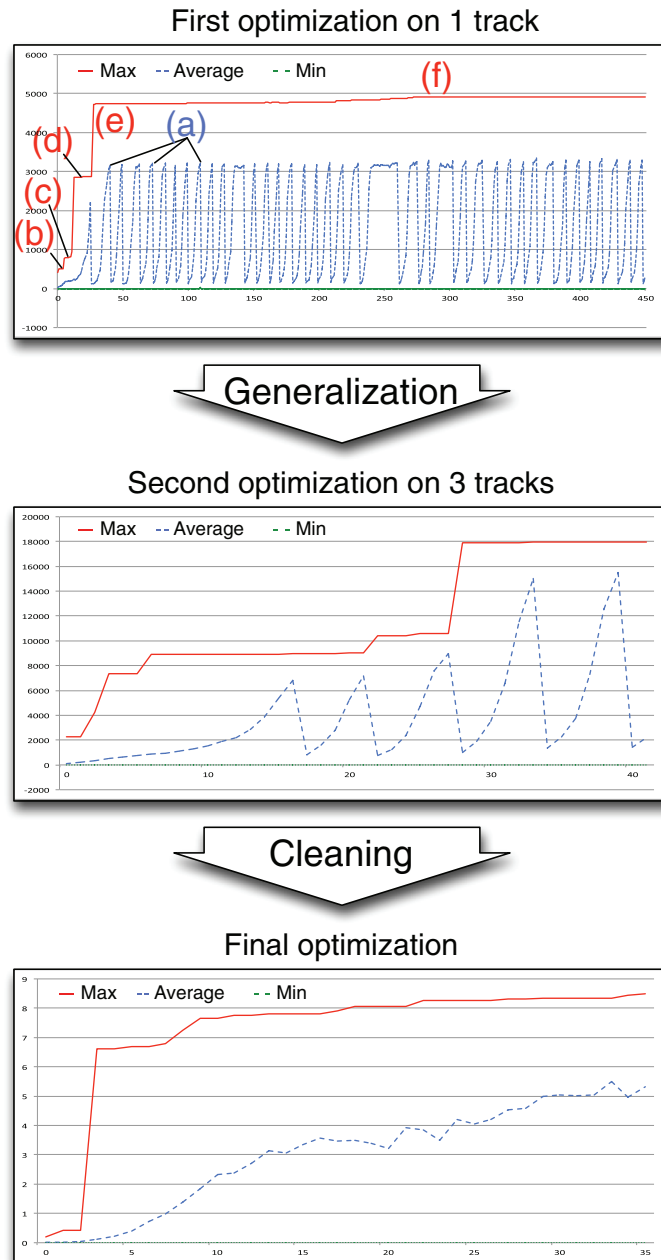 First optimization on 1 track
6000
Max Average Min
(f)
5000
(e)
(a)
4000
(d)
3000
(c)
2000
(b)
1000
0
0 50 100 150 200 250 300 350 400 450
-1000
Generalization
Second optimization on 3 tracks
20000
Max Average Min
18000
16000
14000
12000
10000
8000
6000
4000
2000
0
0 10 20 30 40
-2000
Cleaning
Final optimization
9
Max Average Min
8
7
6
5
4
3
2
1
0
0 5 10 15 20 25 30 35